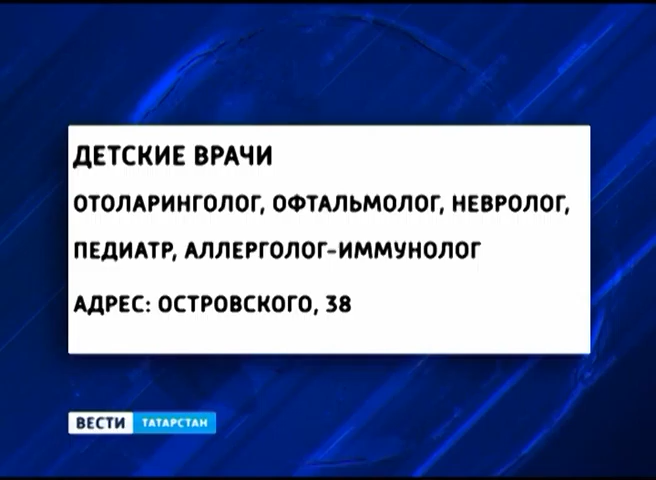 ДЕТСКИЕ ВРАЧИ
ОТОЛАРИНГОЛОГ, ОФТАЛЬМОЛОГ, НЕВРОЛОГ,
ПЕДИАТР, АЛЛЕРГОЛОГ-ИММУНОЛОГ
АДРЕС: ОСТРОВСКОГО, 38
ВЕСТИ ТАТАРСТАН